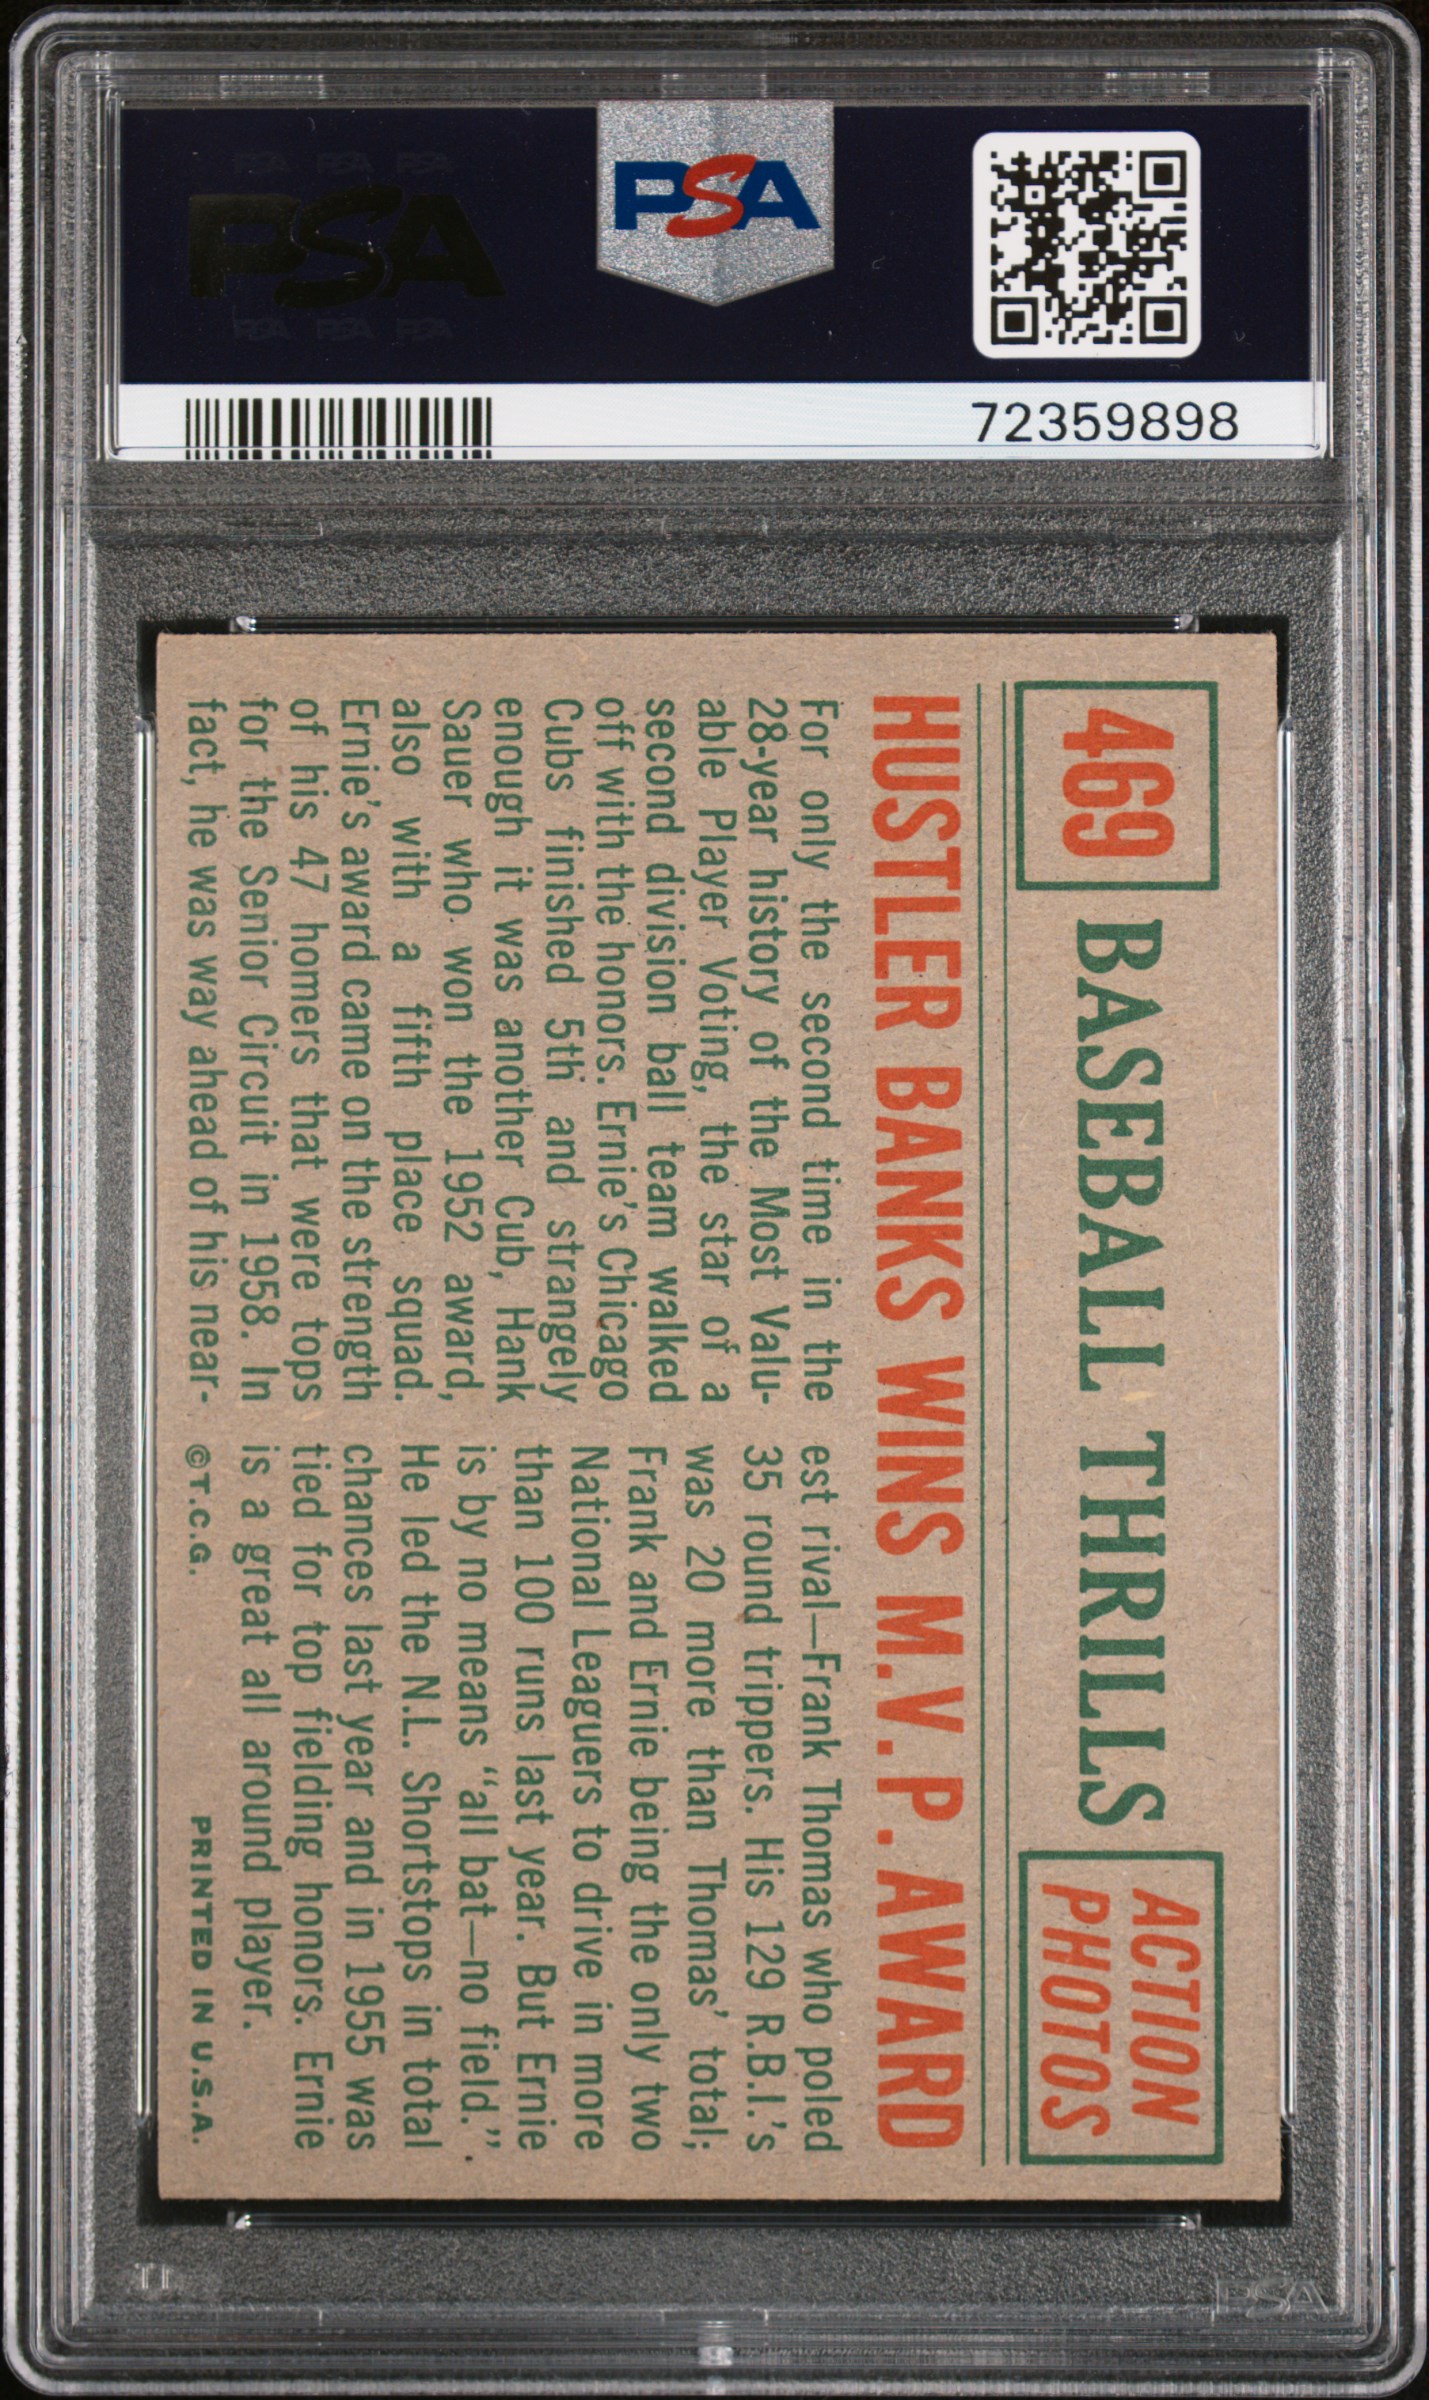 PSA
PSA PSA PSA
PSA
PSA PSA PSA
72359898
469
BASEBALL THRILLS
ACTION
PHOTOS
HUSTLER BANKS WINS M.V.P. AWARD
For only the second time in the
28-year history of the Most Valu-
able Player Voting, the star of a
second division ball team walked
off with the honors. Ernie's Chicago
Cubs finished 5th and strangely
enough it was another Cub, Hank
Sauer who won the 1952 award,
also with a fifth place squad.
Ernie's award came on the strength
of his 47 homers that were tops
for the Senior Circuit in 1958. In
fact, he was way ahead of his near-
est rival—Frank Thomas who poled
35 round trippers. His 129 R.B.I.'s
was 20 more than Thomas' total;
Frank and Ernie being the only two
National Leaguers to drive in more
than 100 runs last year. But Ernie
is by no means “all bat—no field.”
He led the N.L. Shortstops in total
chances last year and in 1955 was
tied for top fielding honors. Ernie
is a great all around player.
©T.C.G.
PRINTED IN U.S.A.
PSA